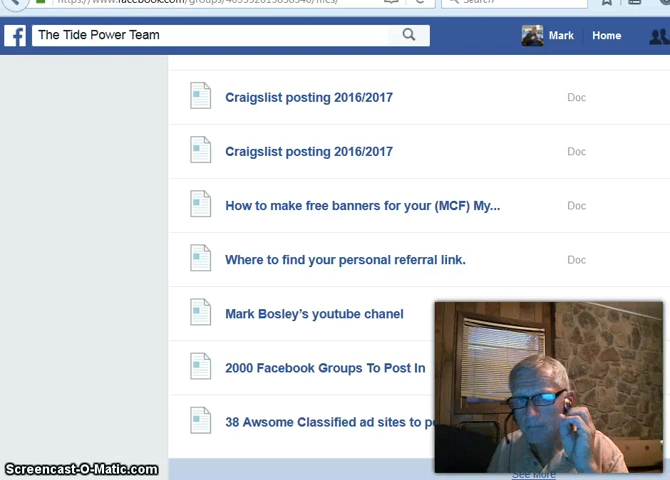 The Tide Power Team
Mark Home
Craigslist posting 2016/2017 Doc
Craigslist posting 2016/2017 Doc
How to make free banners for your (MCF) My... Doc
Where to find your personal referral link. Doc
Mark Bosley's youtube chanel
2000 Facebook Groups To Post In
38 Awsome Classified ad sites to
See More
Screencast-O-Matic.com